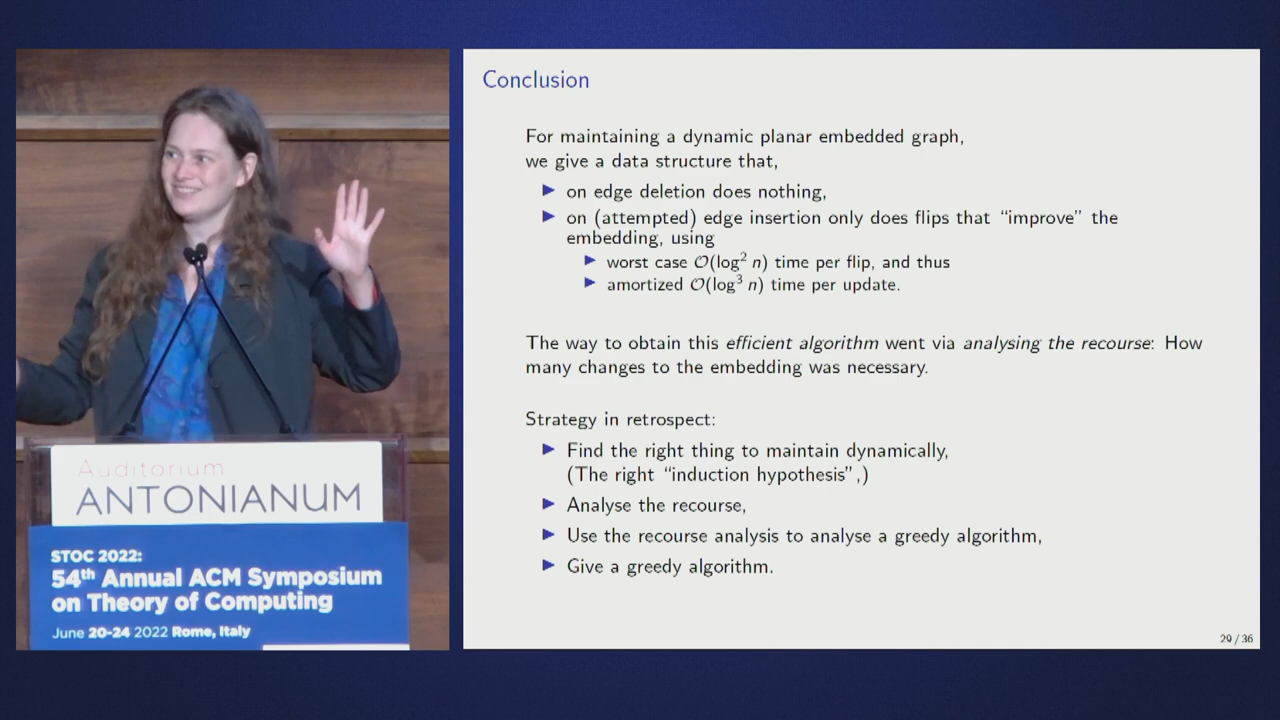 Conclusion
For maintaining a dynamic planar embedded graph,
we give a data structure that,
▶ on edge deletion does nothing,
▶ on (attempted) edge insertion only does flips that “improve” the
embedding, using
▶ worst case O(log² n) time per flip, and thus
▶ amortized O(log³ n) time per update.
The way to obtain this efficient algorithm went via analysing the recourse: How
many changes to the embedding was necessary.
Strategy in retrospect:
▶ Find the right thing to maintain dynamically,
(The right “induction hypothesis”,)
▶ Analyse the recourse,
▶ Use the recourse analysis to analyse a greedy algorithm,
▶ Give a greedy algorithm.
29 / 36
Auditorium
ANTONIANUM
STOC 2022:
54th Annual ACM Symposium
on Theory of Computing
June 20-24 2022 Rome, Italy